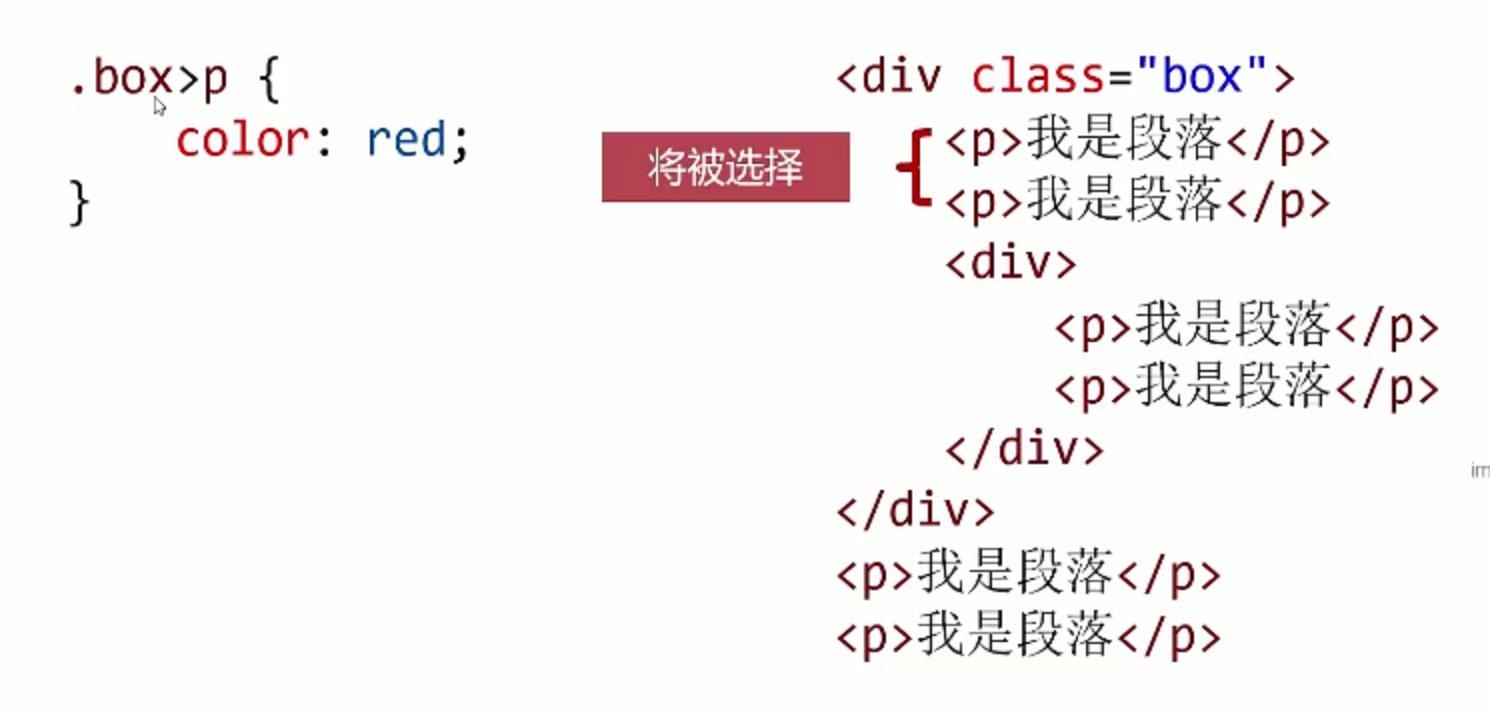 .box>p {
color: red;
}
将被选择
<div class="box">
<p>我是段落</p>
<p>我是段落</p>
<div>
<p>我是段落</p>
<p>我是段落</p>
</div>
</div>
<p>我是段落</p>
<p>我是段落</p>